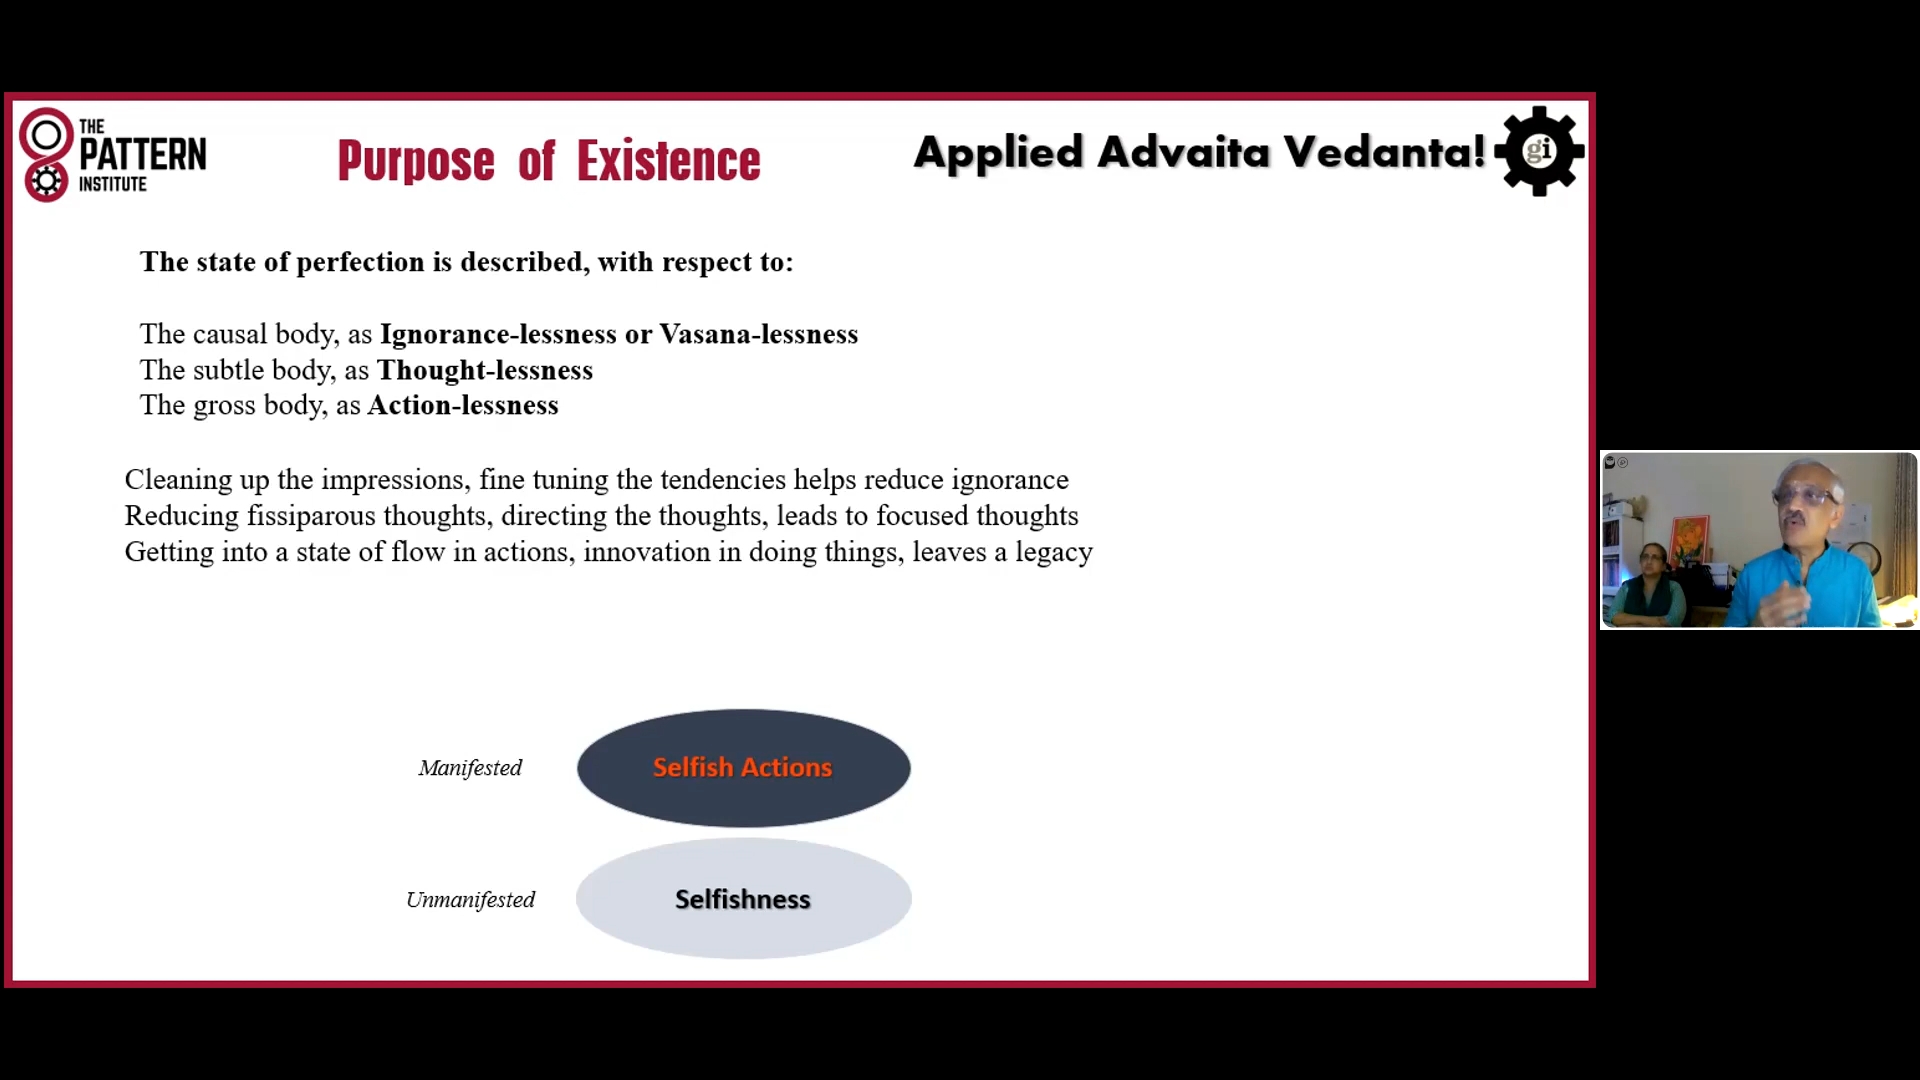 THE
PATTERN
INSTITUTE
Purpose of Existence
Applied Advaita Vedanta!
gi
The state of perfection is described, with respect to:
The causal body, as Ignorance-lessness or Vasana-lessness
The subtle body, as Thought-lessness
The gross body, as Action-lessness
Cleaning up the impressions, fine tuning the tendencies helps reduce ignorance
Reducing fissiparous thoughts, directing the thoughts, leads to focused thoughts
Getting into a state of flow in actions, innovation in doing things, leaves a legacy
Manifested
Selfish Actions
Unmanifested
Selfishness